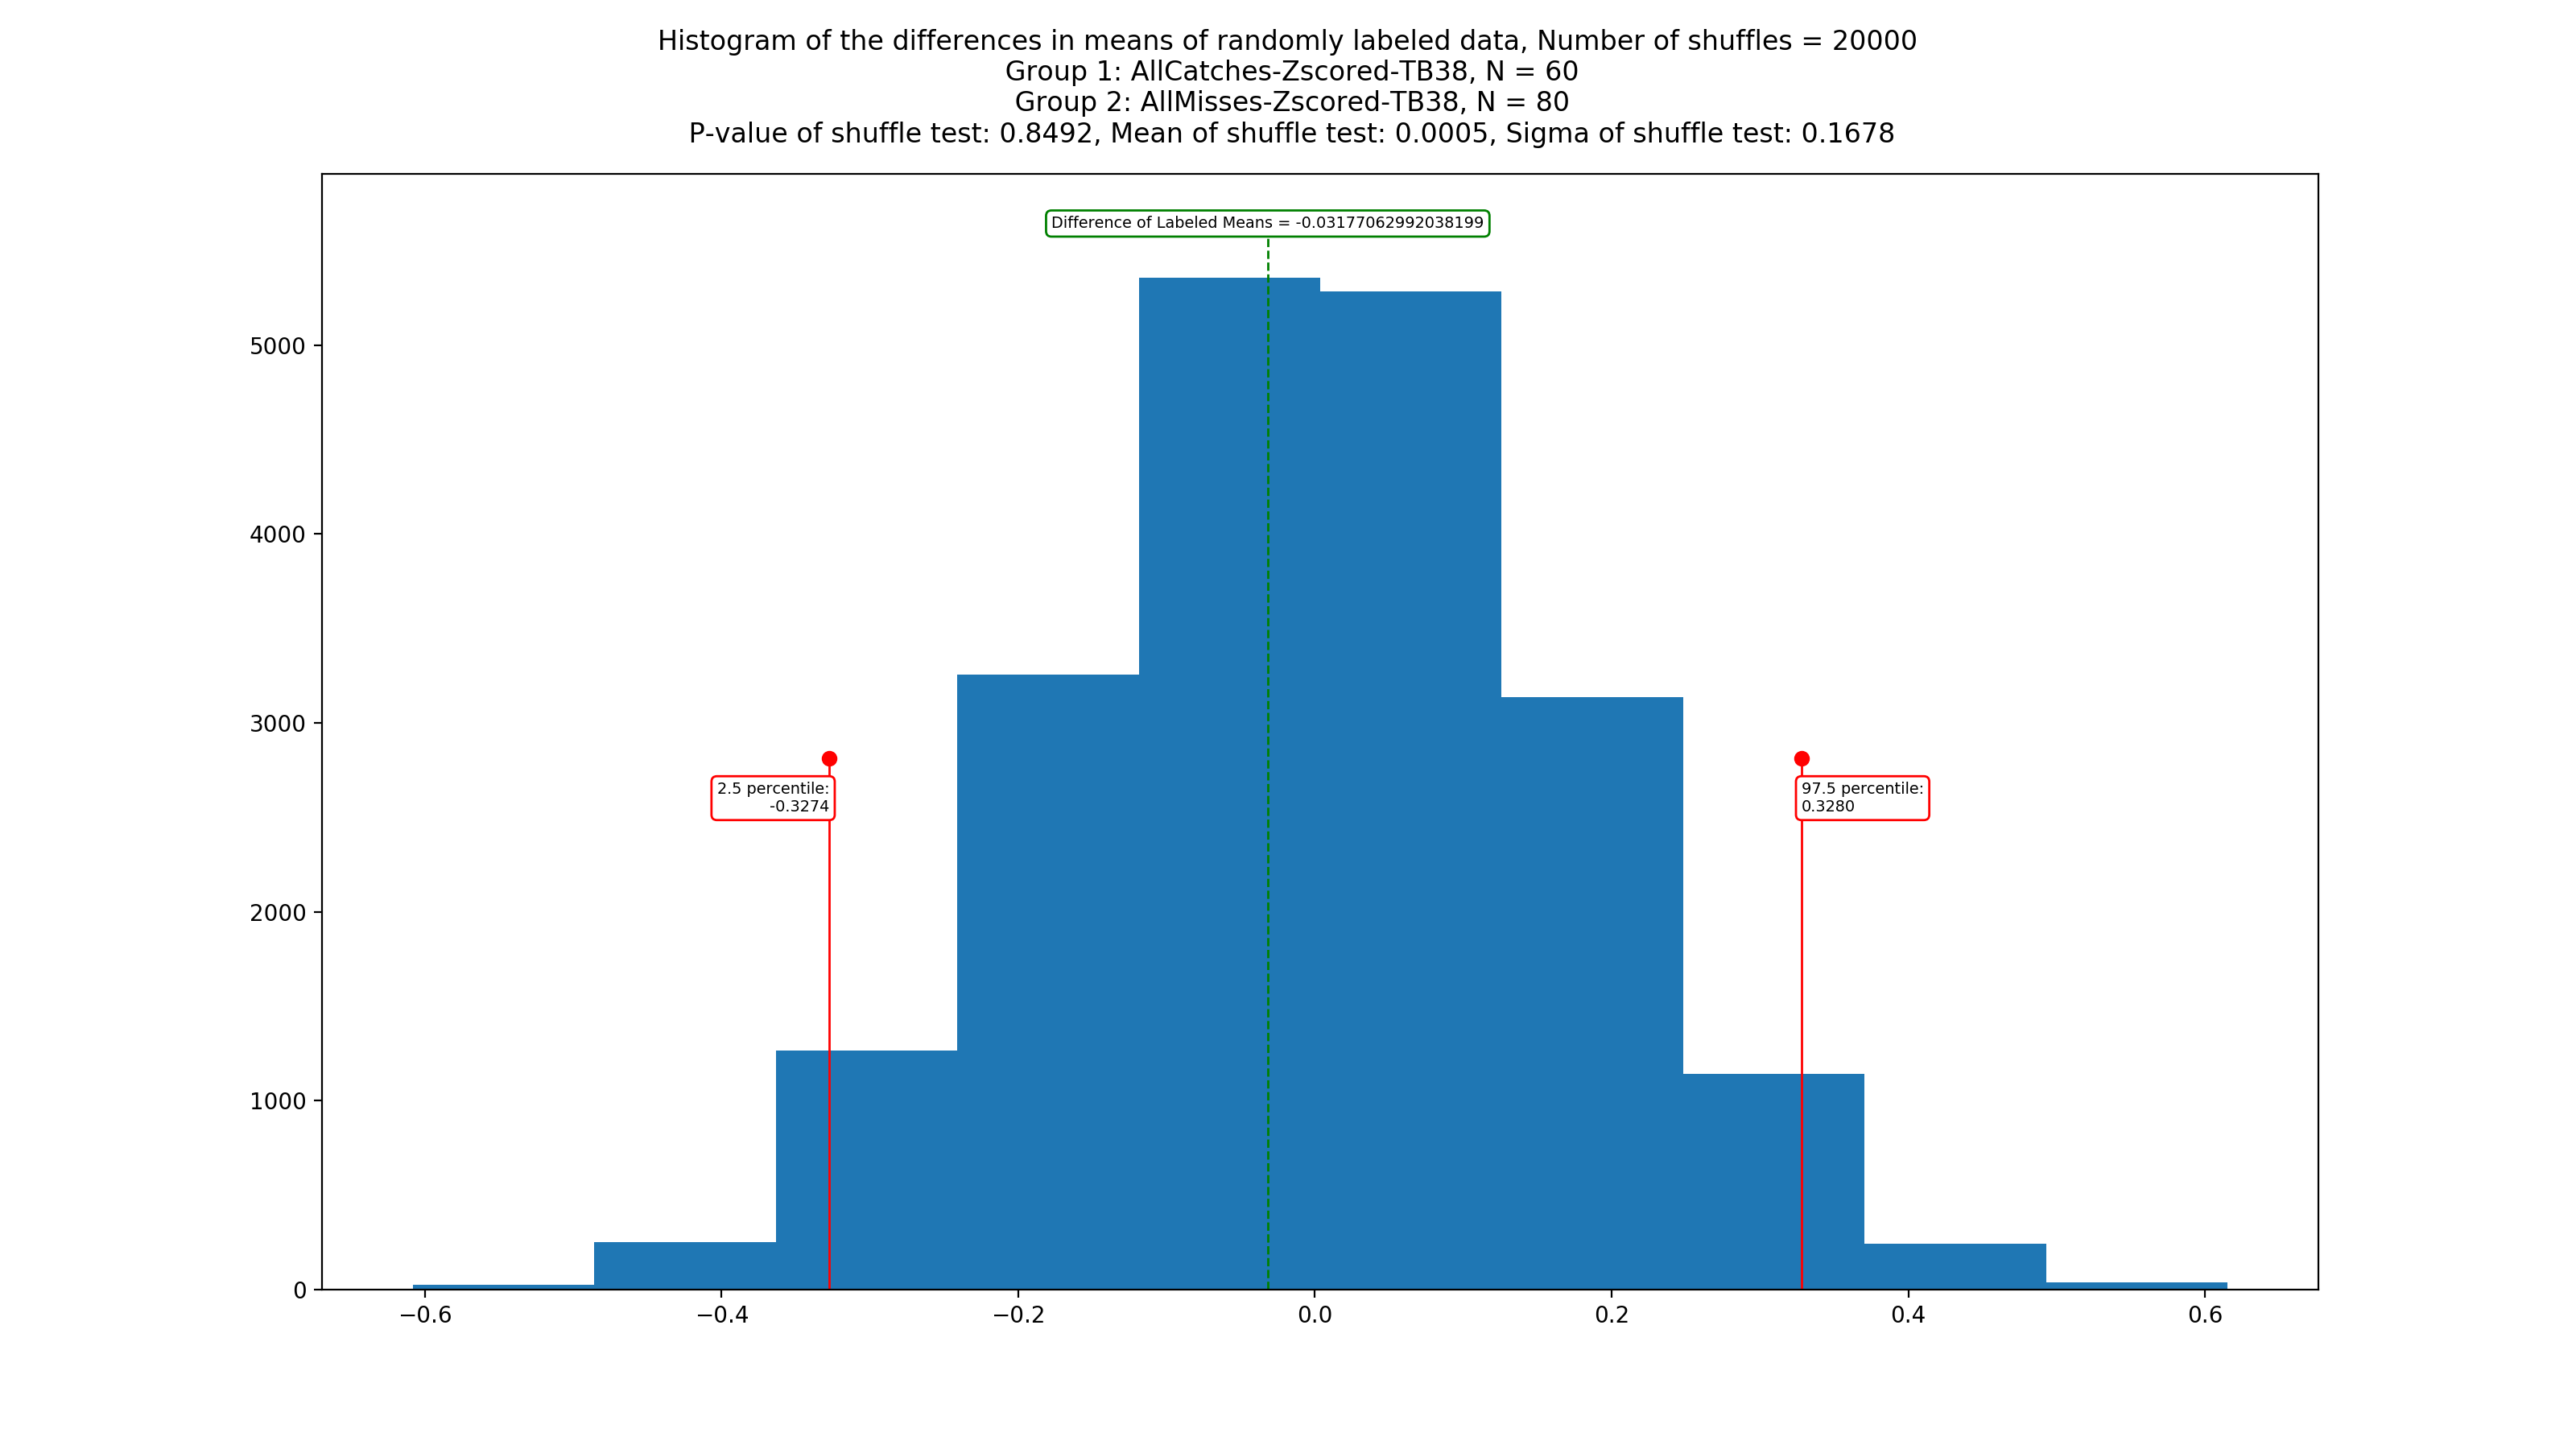 Histogram of the differences in means of randomly labeled data, Number of shuffles = 20000
Group 1: AllCatches-Zscored-TB38, N = 60
Group 2: AllMisses-Zscored-TB38, N = 80
P-value of shuffle test: 0.8492, Mean of shuffle test: 0.0005, Sigma of shuffle test: 0.1678
Difference of Labeled Means = -0.03177062992038199
5000
4000
3000
2.5 percentile:
-0.3274
97.5 percentile:
0.3280
2000
1000
0
−0.6
−0.4
−0.2
0.0
0.2
0.4
0.6